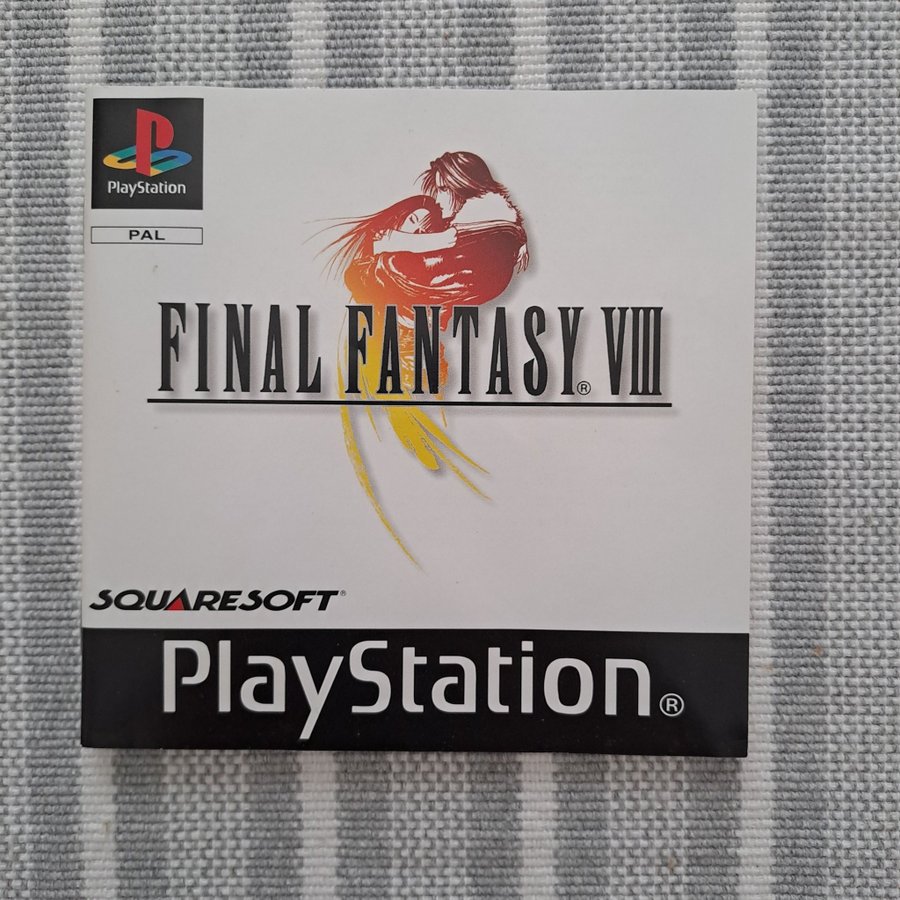 PlayStation
PAL
FINAL FANTASY® VIII
SQUARESOFT®
PlayStation®